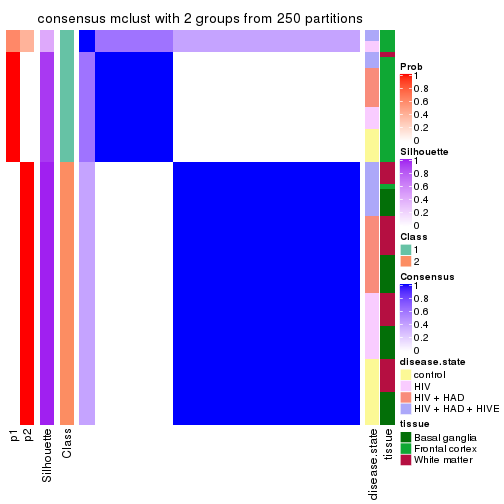 consensus mclust with 2 groups from 250 partitions
Prob
1
0.8
0.6
0.4
0.2
0
Silhouette
1
0.8
0.6
0.4
0.2
0
Class
1
2
Consensus
1
0.8
0.6
0.4
0.2
0
disease.state
control
HIV
HIV + HAD
HIV + HAD + HIVE
tissue
Basal ganglia
Frontal cortex
White matter
p1
p2
Silhouette
Class
disease.state
tissue